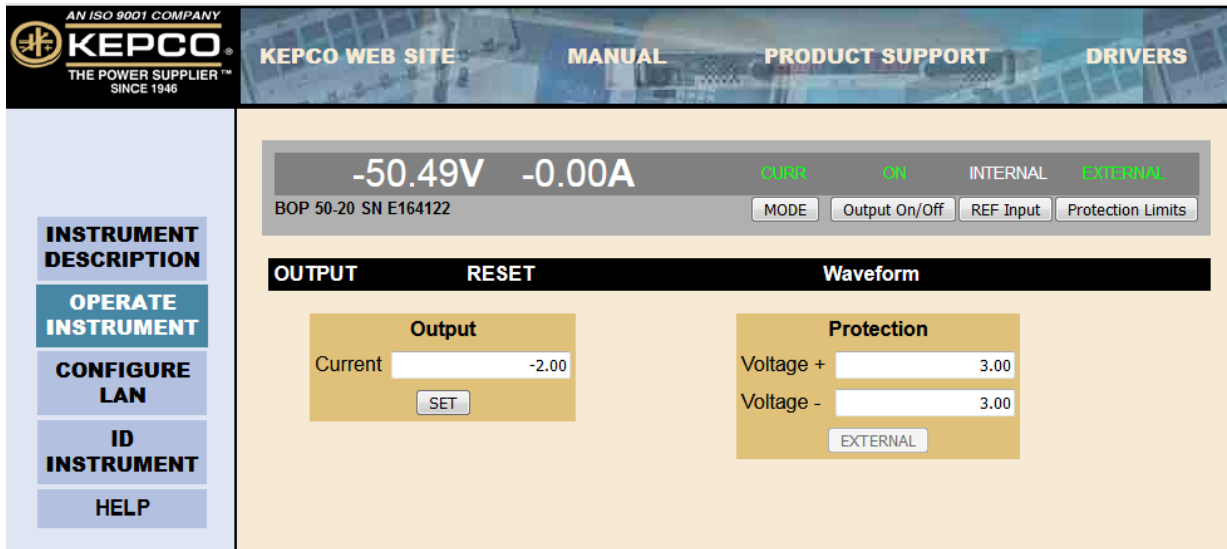 AN ISO 9001 COMPANY
KEPCO®
THE POWER SUPPLIER™
SINCE 1946
KEPCO WEB SITE MANUAL PRODUCT SUPPORT DRIVERS
-50.49V -0.00A CURR ON INTERNAL EXTERNAL
BOP 50-20 SN E164122 MODE Output On/Off REF Input Protection Limits
INSTRUMENT
DESCRIPTION
OPERATE
INSTRUMENT
CONFIGURE
LAN
ID
INSTRUMENT
HELP
OUTPUT RESET Waveform
Output
Current -2.00
SET
Protection
Voltage + 3.00
Voltage - 3.00
EXTERNAL